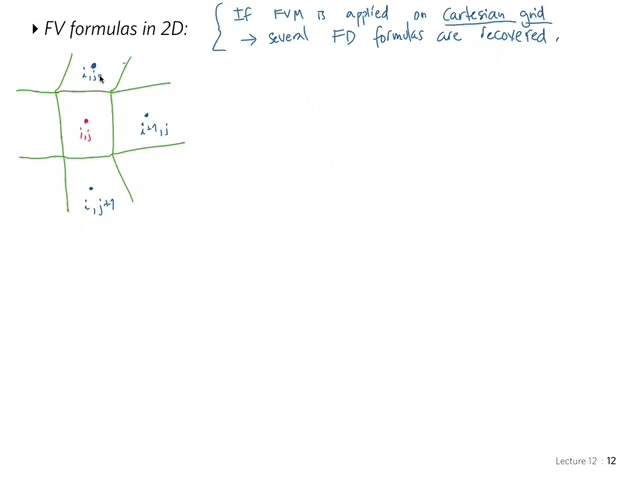 ▸ FV formulas in 2D:
If FVM is applied on Cartesian grid
→ several FD formulas are recovered.
i,j
i,j
i+1,j
i,j+1
Lecture 12 : 12